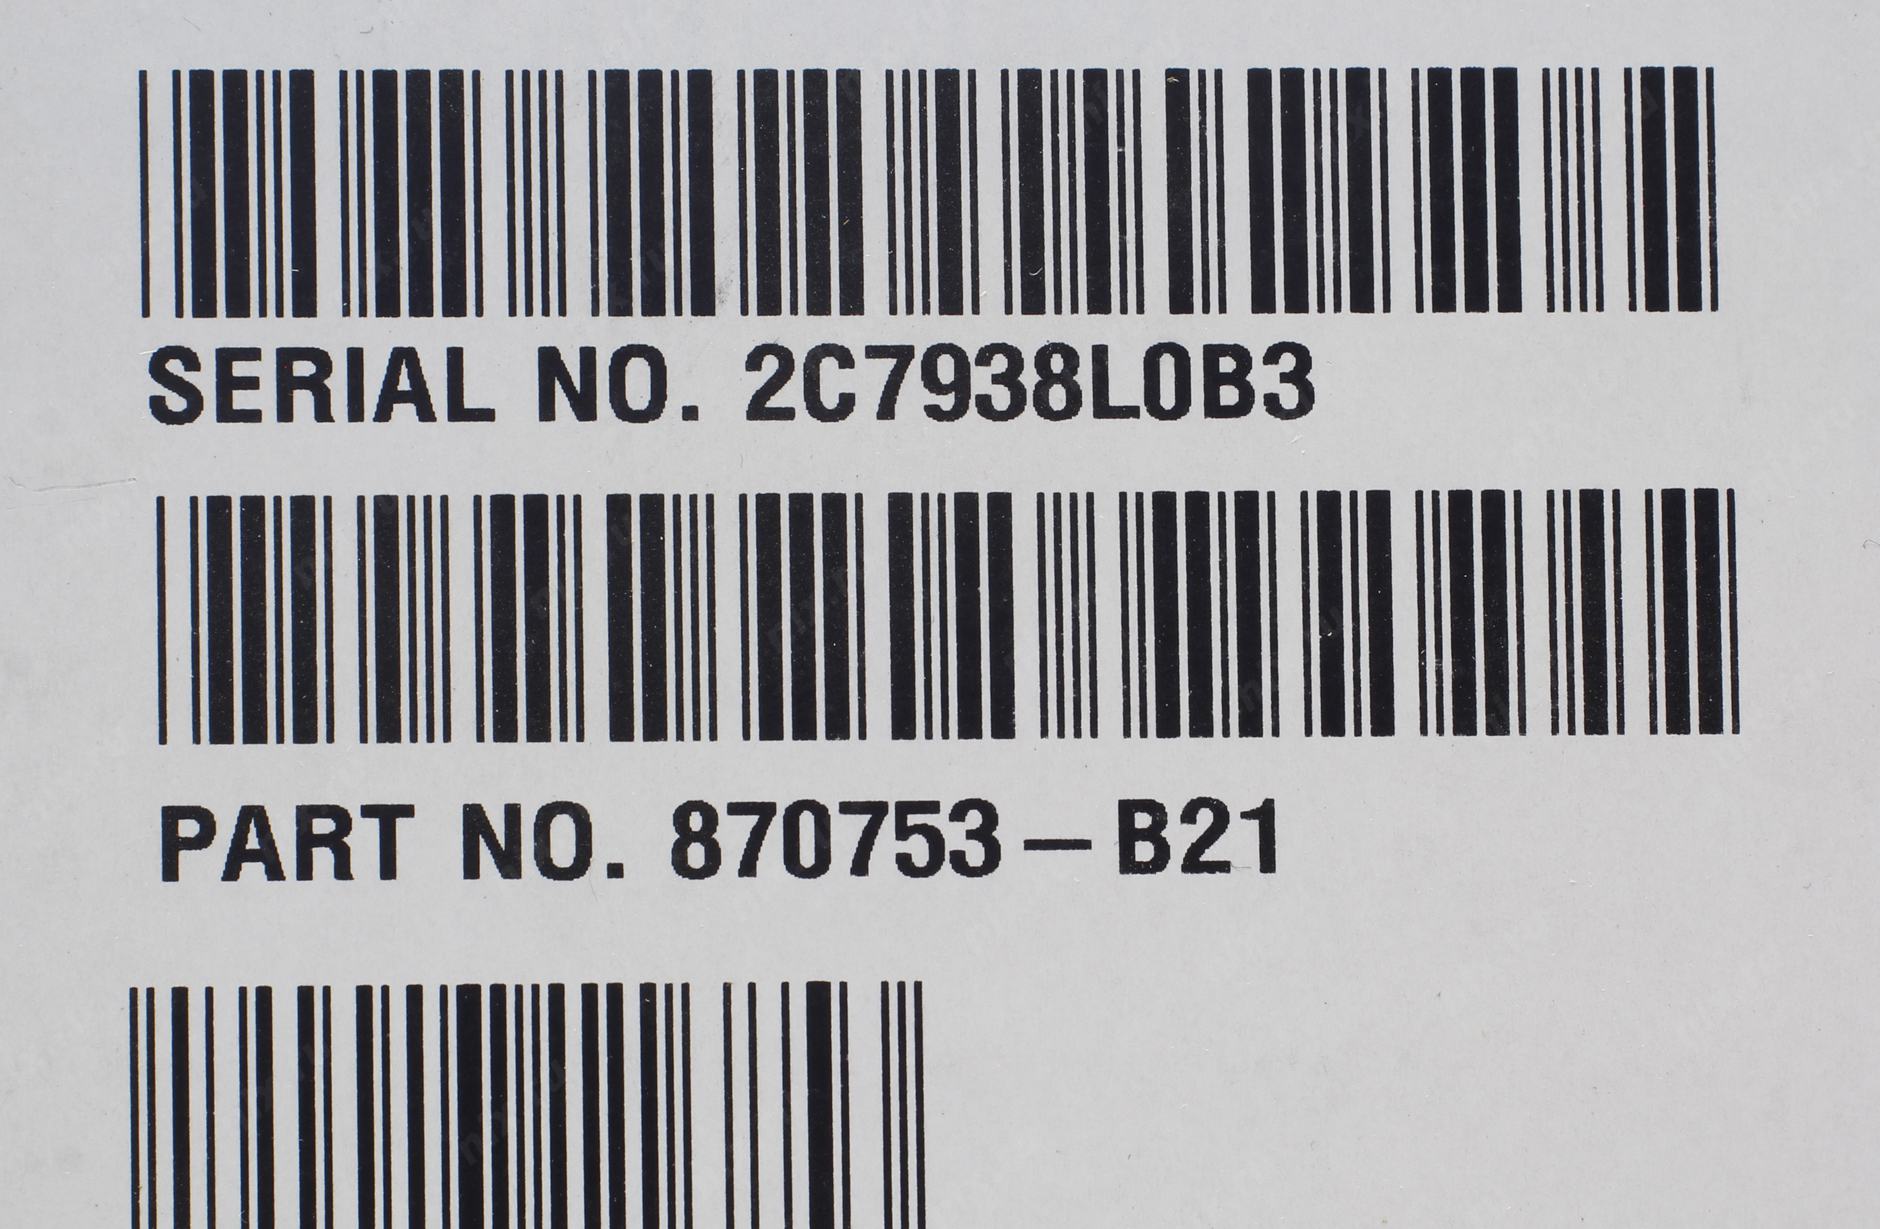 SERIAL NO. 2C7938L0B3
PART NO. 870753-B21